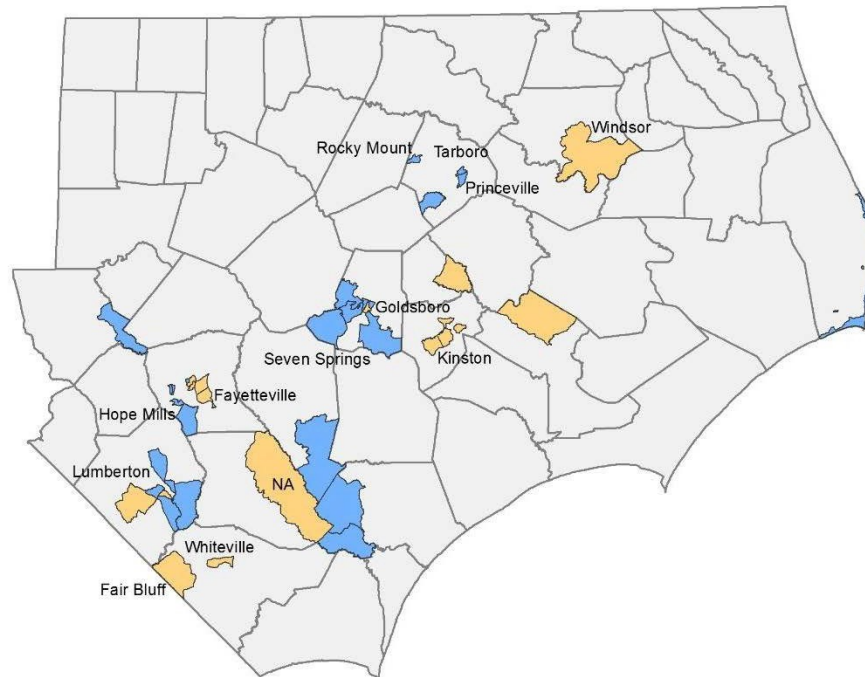 Windsor
Rocky Mount
Tarboro
Princeville
Goldsboro
Seven Springs
Kinston
Fayetteville
Hope Mills
Lumberton
NA
Whiteville
Fair Bluff